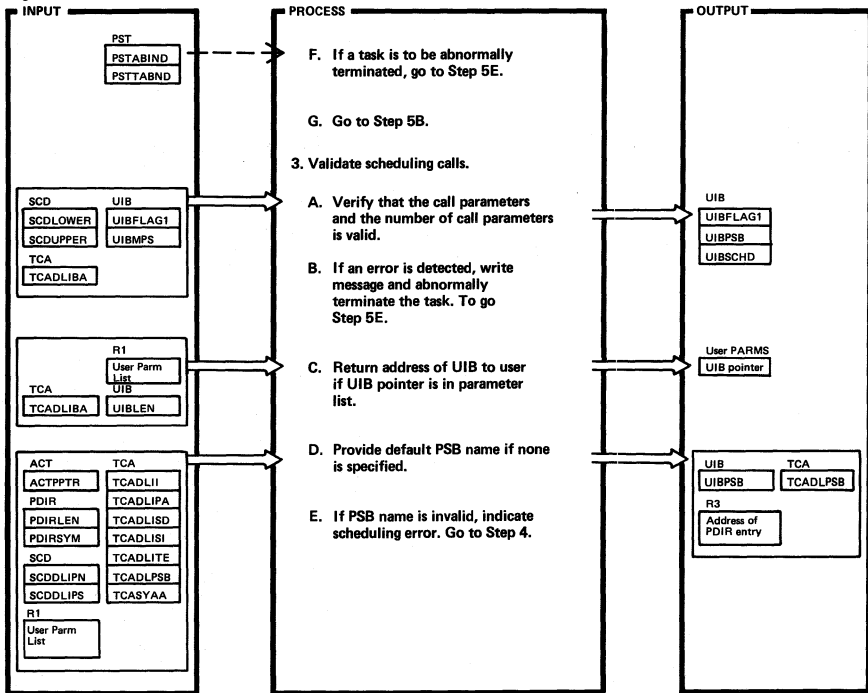 INPUT
PROCESS
OUTPUT
PST
PSTABIND
PSTTABND
F. If a task is to be abnormally
terminated, go to Step 5E.
G. Go to Step 5B.
3. Validate scheduling calls.
SCD UIB
SCDLOWER UIBFLAG1
SCDUPPER UIBMPS
TCA
TCADLIBA
A. Verify that the call parameters
and the number of call parameters
is valid.
UIB
UIBFLAG1
UIBPSB
UIBSCHD
B. If an error is detected, write
message and abnormally
terminate the task. To go
Step 5E.
R1
User Parm
List
TCA UIB
TCADLIBA UIBLEN
C. Return address of UIB to user
if UIB pointer is in parameter
list.
User PARMS
UIB pointer
ACT TCA
ACTPPTR TCADLII
PDIR TCADLIPA
PDIRLEN TCADLISD
PDIRSYM TCADLISI
SCD TCADLITE
SCDDLIPN TCADLPSB
SCDDLIPS TCASYAA
R1
User Parm
List
D. Provide default PSB name if none
is specified.
E. If PSB name is invalid, indicate
scheduling error. Go to Step 4.
UIB TCA
UIBPSB TCADLPSB
R3
Address of
PDIR entry